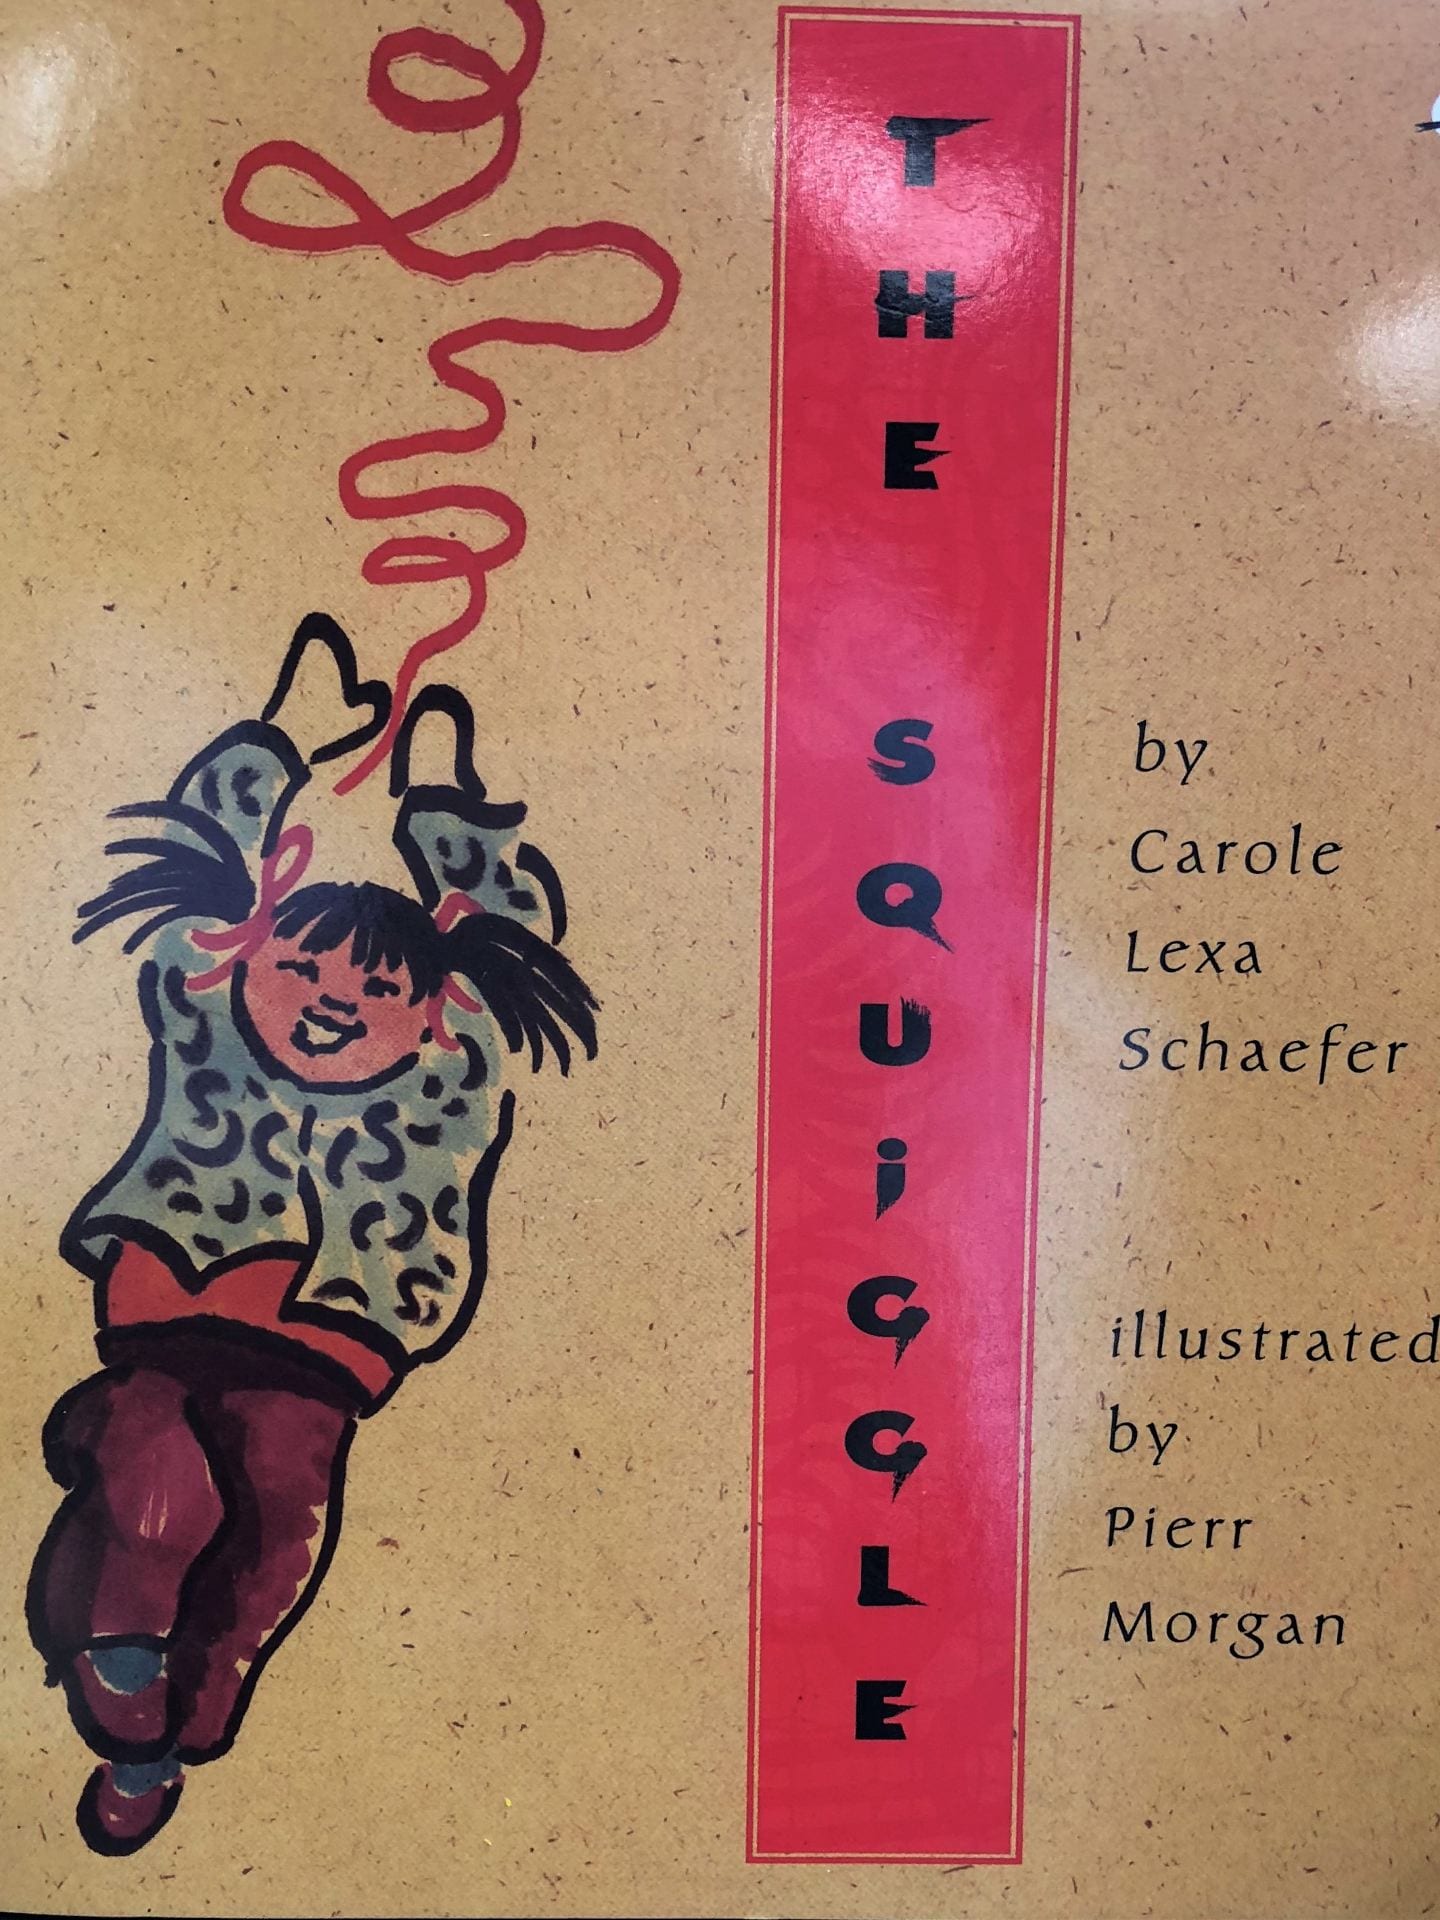 THE SQUiGGLE
by
Carole
Lexa
Schaefer
illustrated
by
Pierr
Morgan